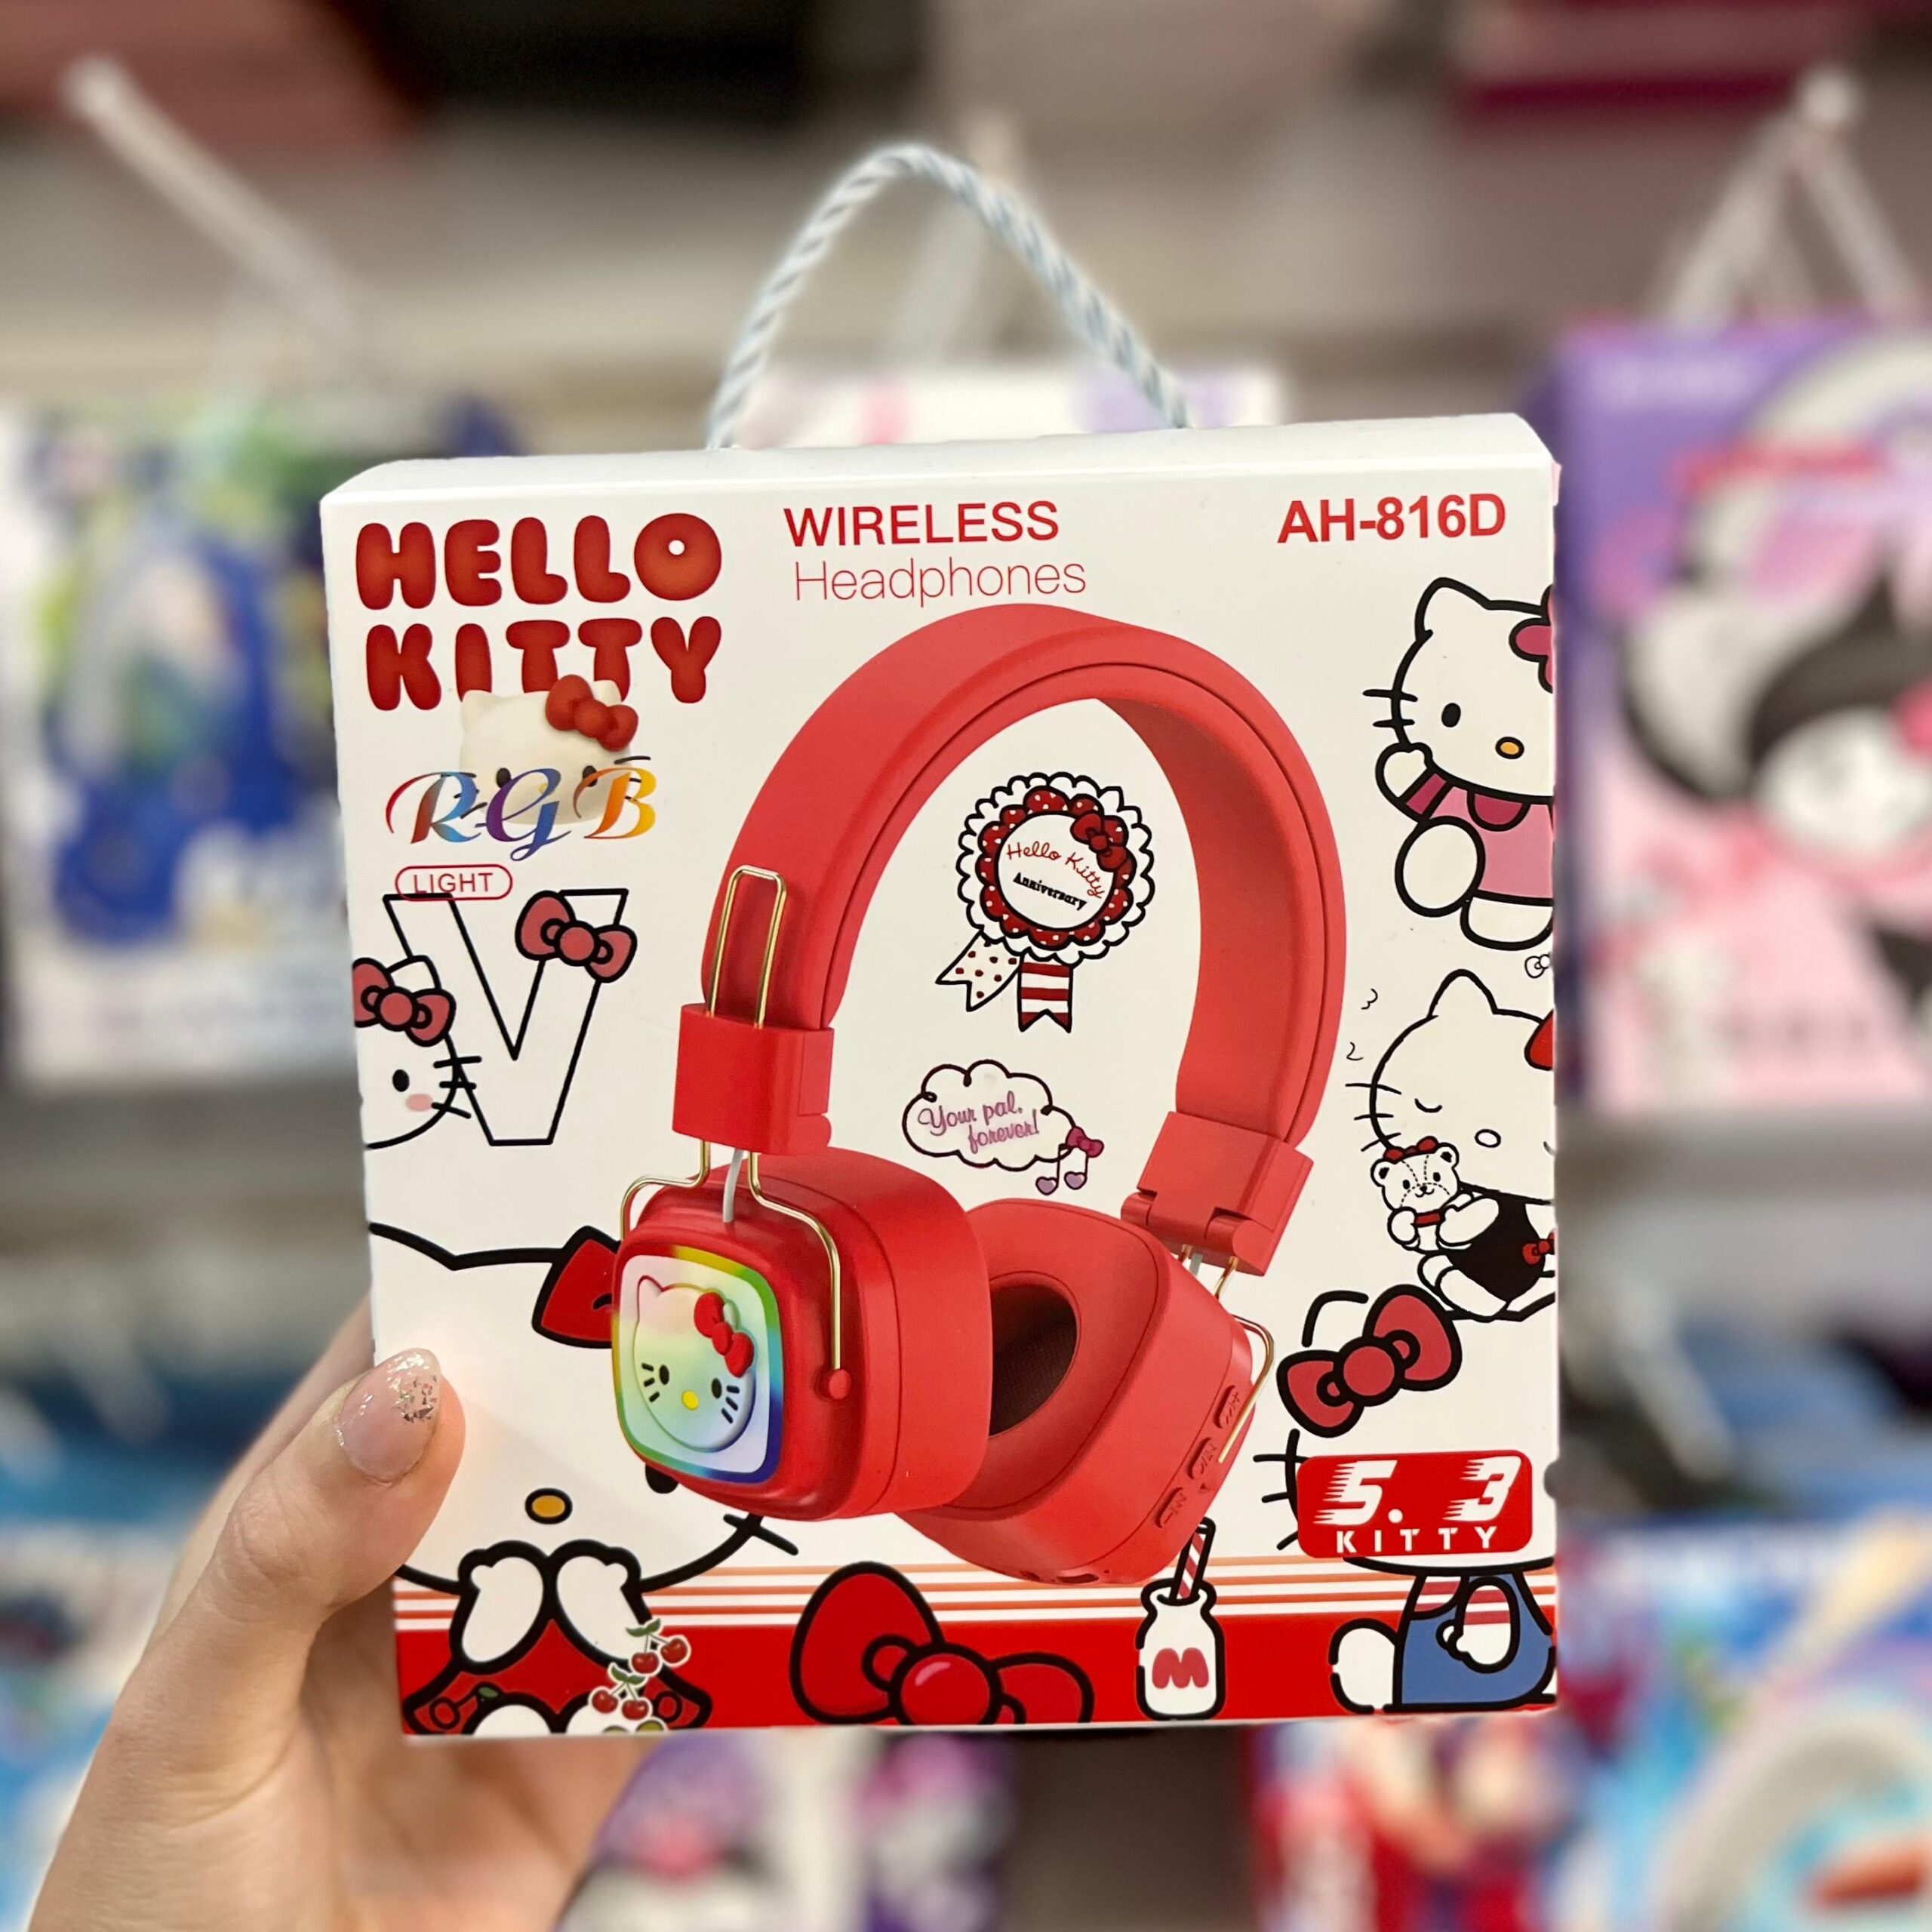 HELLO
KITTY
WIRELESS
Headphones
AH-816D
RGB
LIGHT
V
Hello Kitty
Anniversary
Your pal,
forever!
5.3
KITTY
M